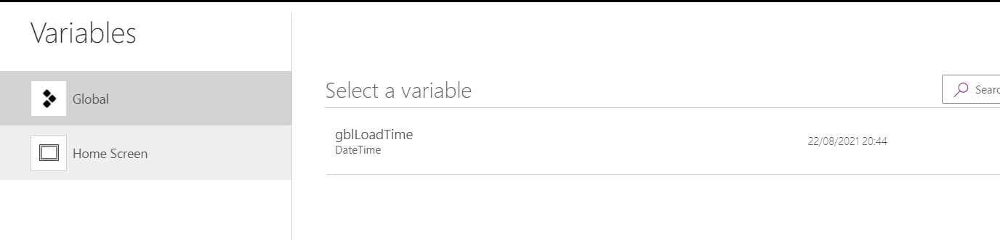 Variables
Global
Home Screen
Select a variable
gblLoadTime
DateTime
22/08/2021 20:44